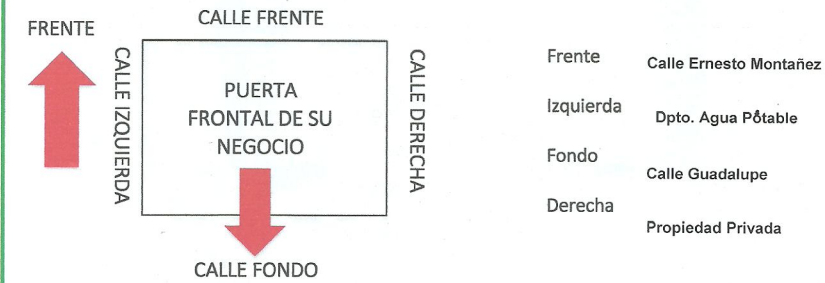 CALLE FRENTE
FRENTE
CALLE IZQUIERDA
PUERTA
FRONTAL DE SU
NEGOCIO
CALLE DERECHA
CALLE FONDO
Frente Calle Ernesto Montañez
Izquierda Dpto. Agua Pótable
Fondo Calle Guadalupe
Derecha Propiedad Privada